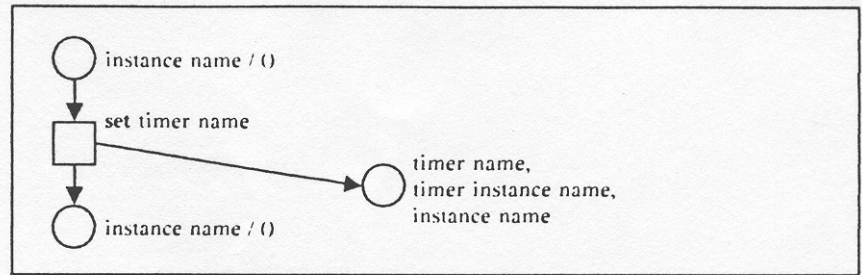 instance name / ()
set timer name
timer name,
timer instance name,
instance name
instance name / ()